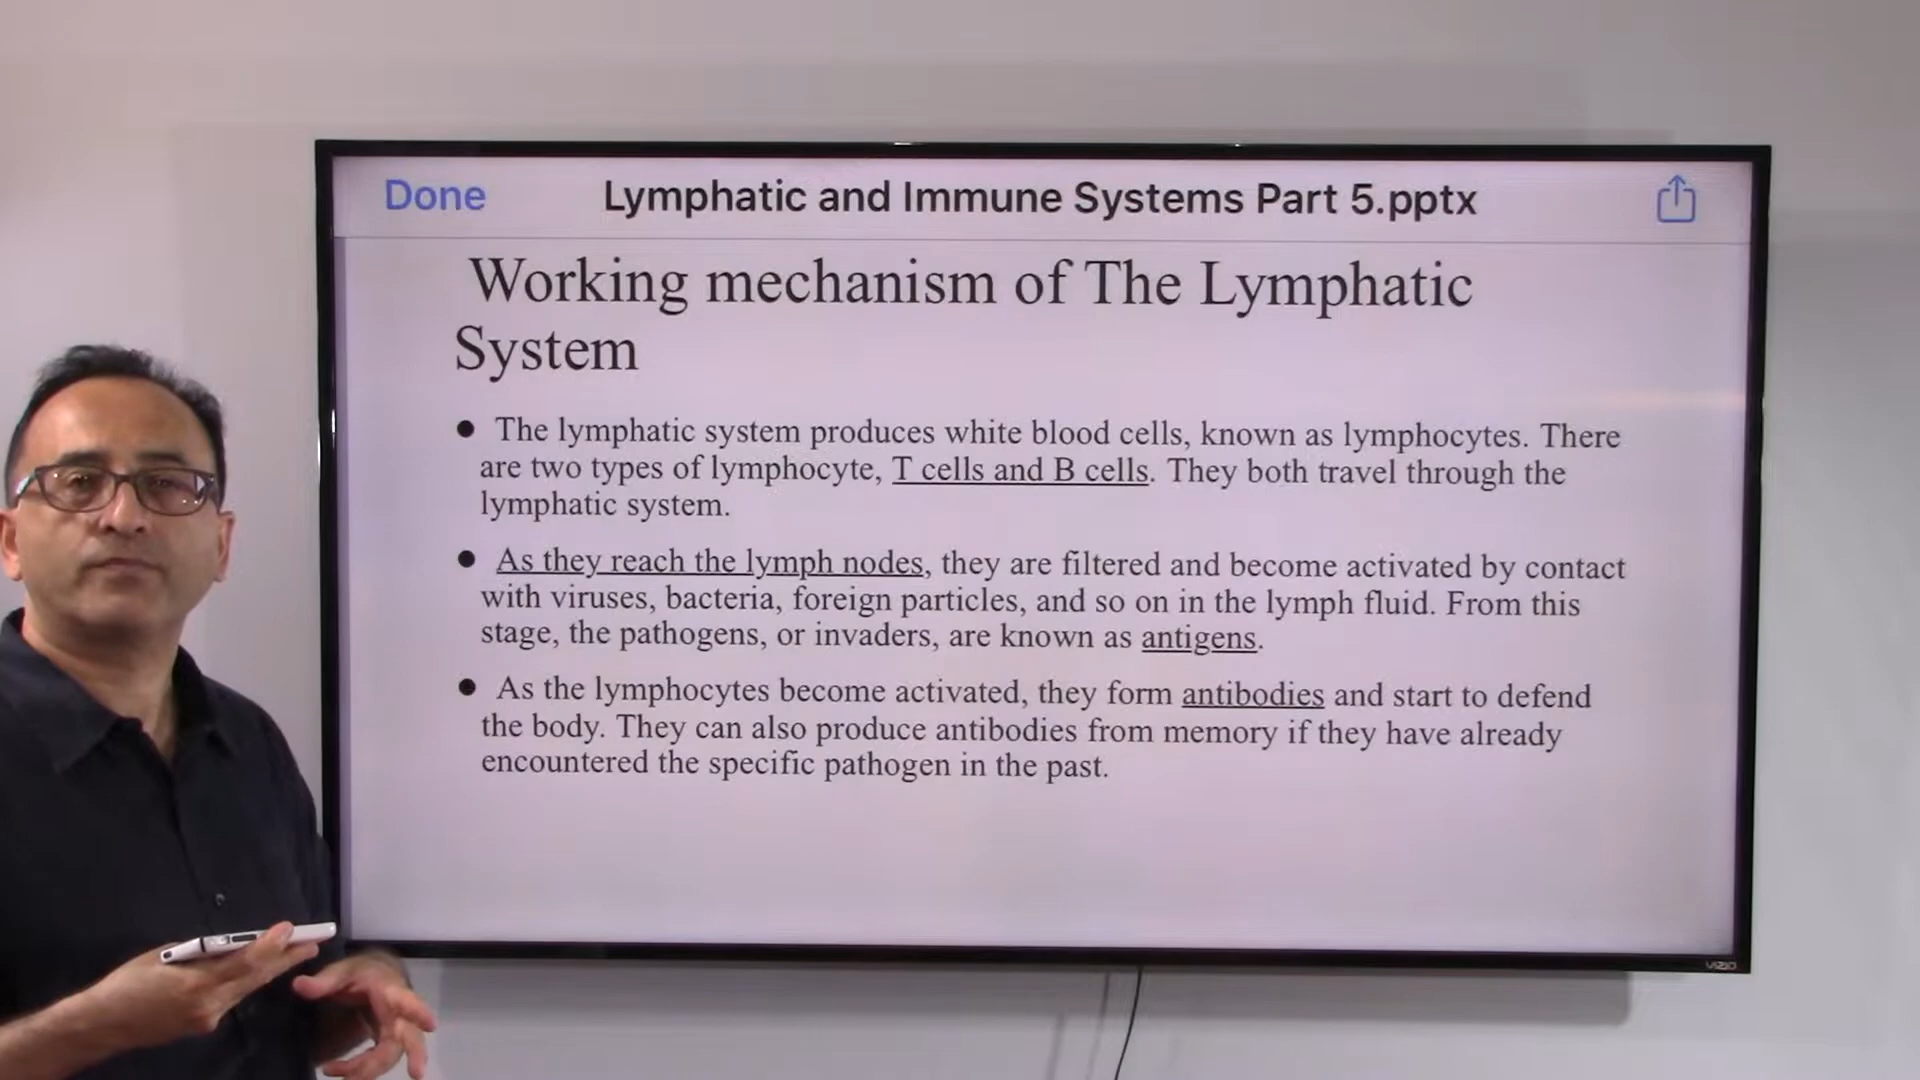 Done
Lymphatic and Immune Systems Part 5.pptx
Working mechanism of The Lymphatic
System
● The lymphatic system produces white blood cells, known as lymphocytes. There
are two types of lymphocyte, T cells and B cells. They both travel through the
lymphatic system.
● As they reach the lymph nodes, they are filtered and become activated by contact
with viruses, bacteria, foreign particles, and so on in the lymph fluid. From this
stage, the pathogens, or invaders, are known as antigens.
● As the lymphocytes become activated, they form antibodies and start to defend
the body. They can also produce antibodies from memory if they have already
encountered the specific pathogen in the past.
VIZIO